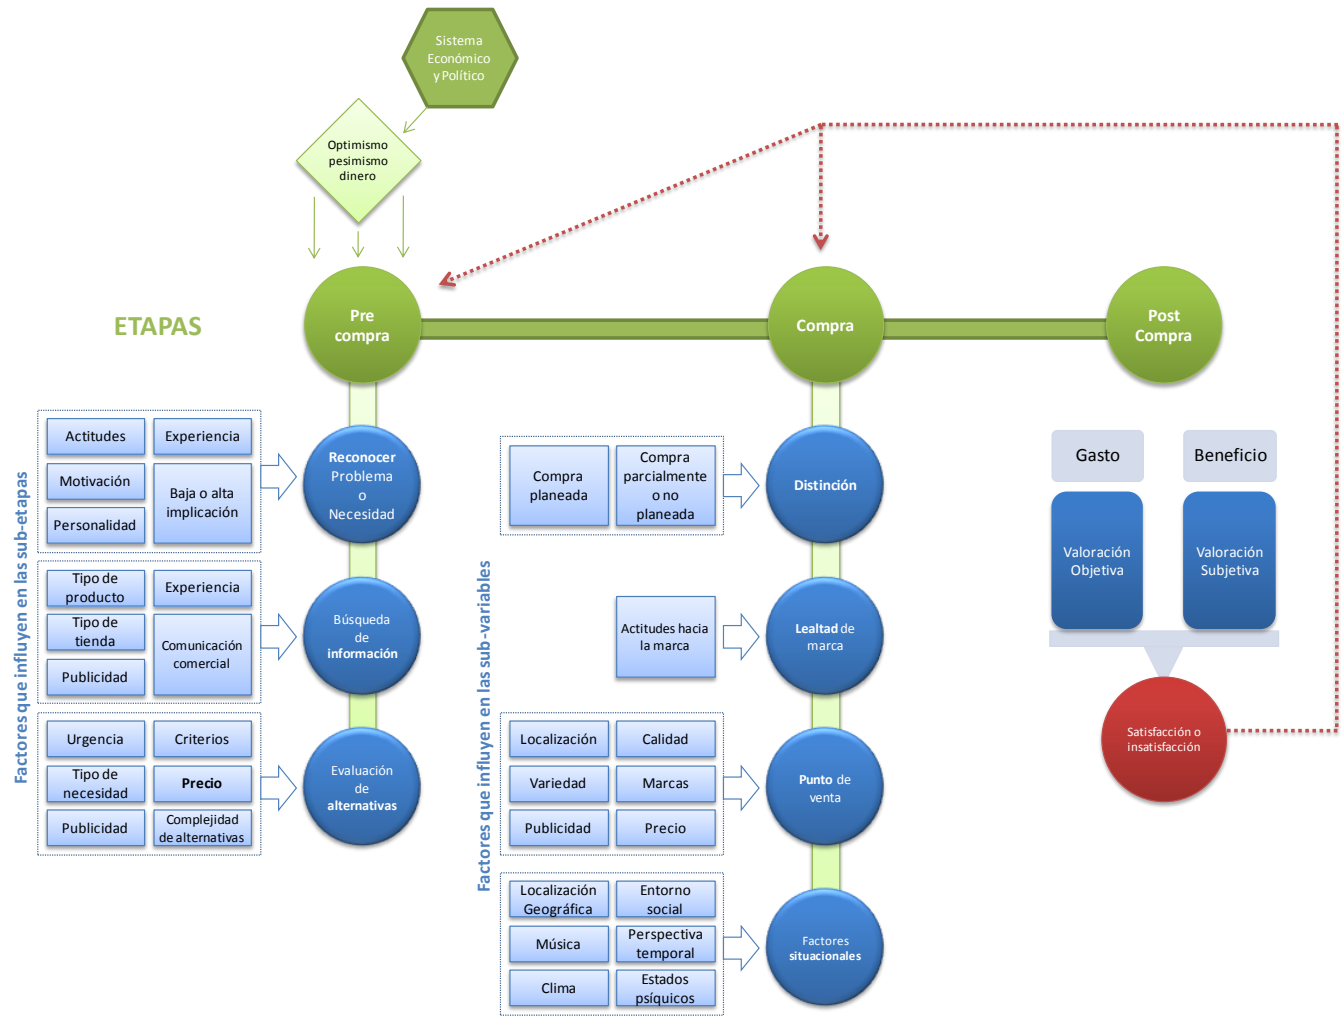 Sistema
Económico
y Político
Optimismo
pesimismo
dinero
ETAPAS
Pre
compra
Compra
Post
Compra
Factores que influyen en las sub-etapas
Actitudes
Experiencia
Motivación
Baja o alta
implicación
Personalidad
Reconocer
Problema
o
Necesidad
Tipo de
producto
Experiencia
Tipo de
tienda
Comunicación
comercial
Publicidad
Búsqueda
de
información
Urgencia
Criterios
Tipo de
necesidad
Precio
Publicidad
Complejidad
de alternativas
Evaluación
de
alternativas
Factores que influyen en las sub-variables
Compra
planeada
Compra
parcialment
o no
planeada
Distinción
Actitudes hacia
la marca
Lealtad de
marca
Localización
Calidad
Variedad
Marcas
Publicidad
Precio
Punto de
venta
Localización
Geográfica
Entorno
social
Música
Perspectiva
temporal
Clima
Estados
psíquicos
Factores
situacionales
Gasto
Beneficio
Valoración
Objetiva
Valoración
Subjetiva
Satisfacción o
insatisfacción